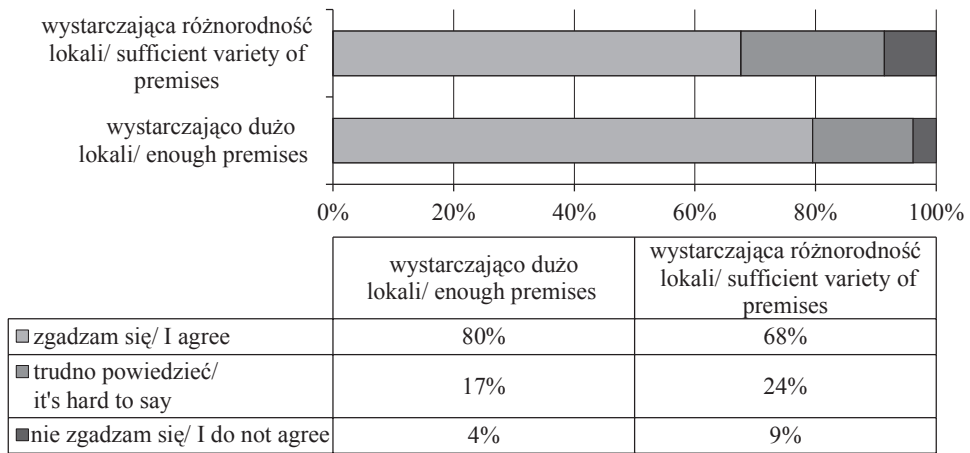 wystarczająca różnorodność
lokali/ sufficient variety of
premises
wystarczająco dużo
lokali/ enough premises
0% 20% 40% 60% 80% 100%
wystarczająco dużo
lokali/ enough premises
wystarczająca różnorodność
lokali/ sufficient variety of
premises
zgadzam się/ I agree 80% 68%
trudno powiedzieć/
it's hard to say 17% 24%
nie zgadzam się/ I do not agree 4% 9%